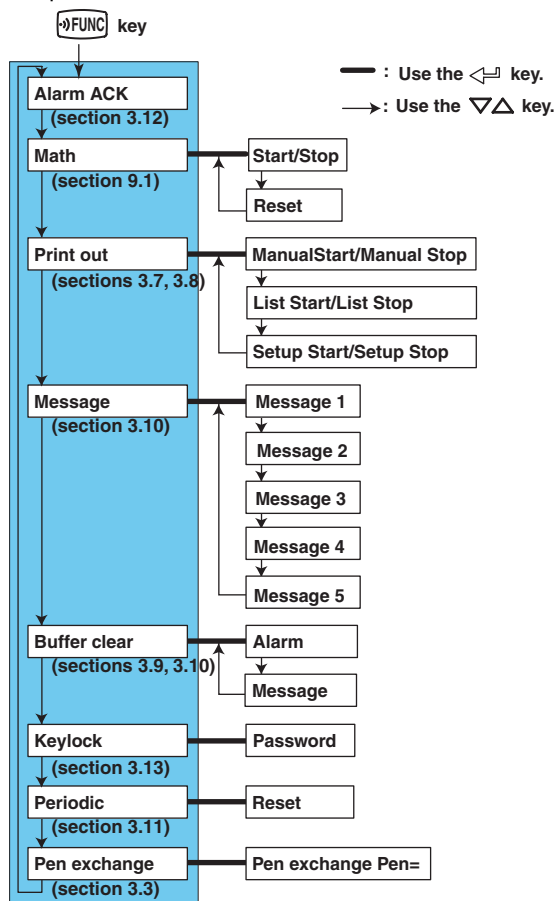 FUNC key
: Use the key.
: Use the key.
Alarm ACK
(section 3.12)
Math
(section 9.1)
Start/Stop
Reset
Print out
(sections 3.7, 3.8)
ManualStart/Manual Stop
List Start/List Stop
Setup Start/Setup Stop
Message
(section 3.10)
Message 1
Message 2
Message 3
Message 4
Message 5
Buffer clear
(sections 3.9, 3.10)
Alarm
Message
Keylock
(section 3.13)
Password
Periodic
(section 3.11)
Reset
Pen exchange
(section 3.3)
Pen exchange Pen=